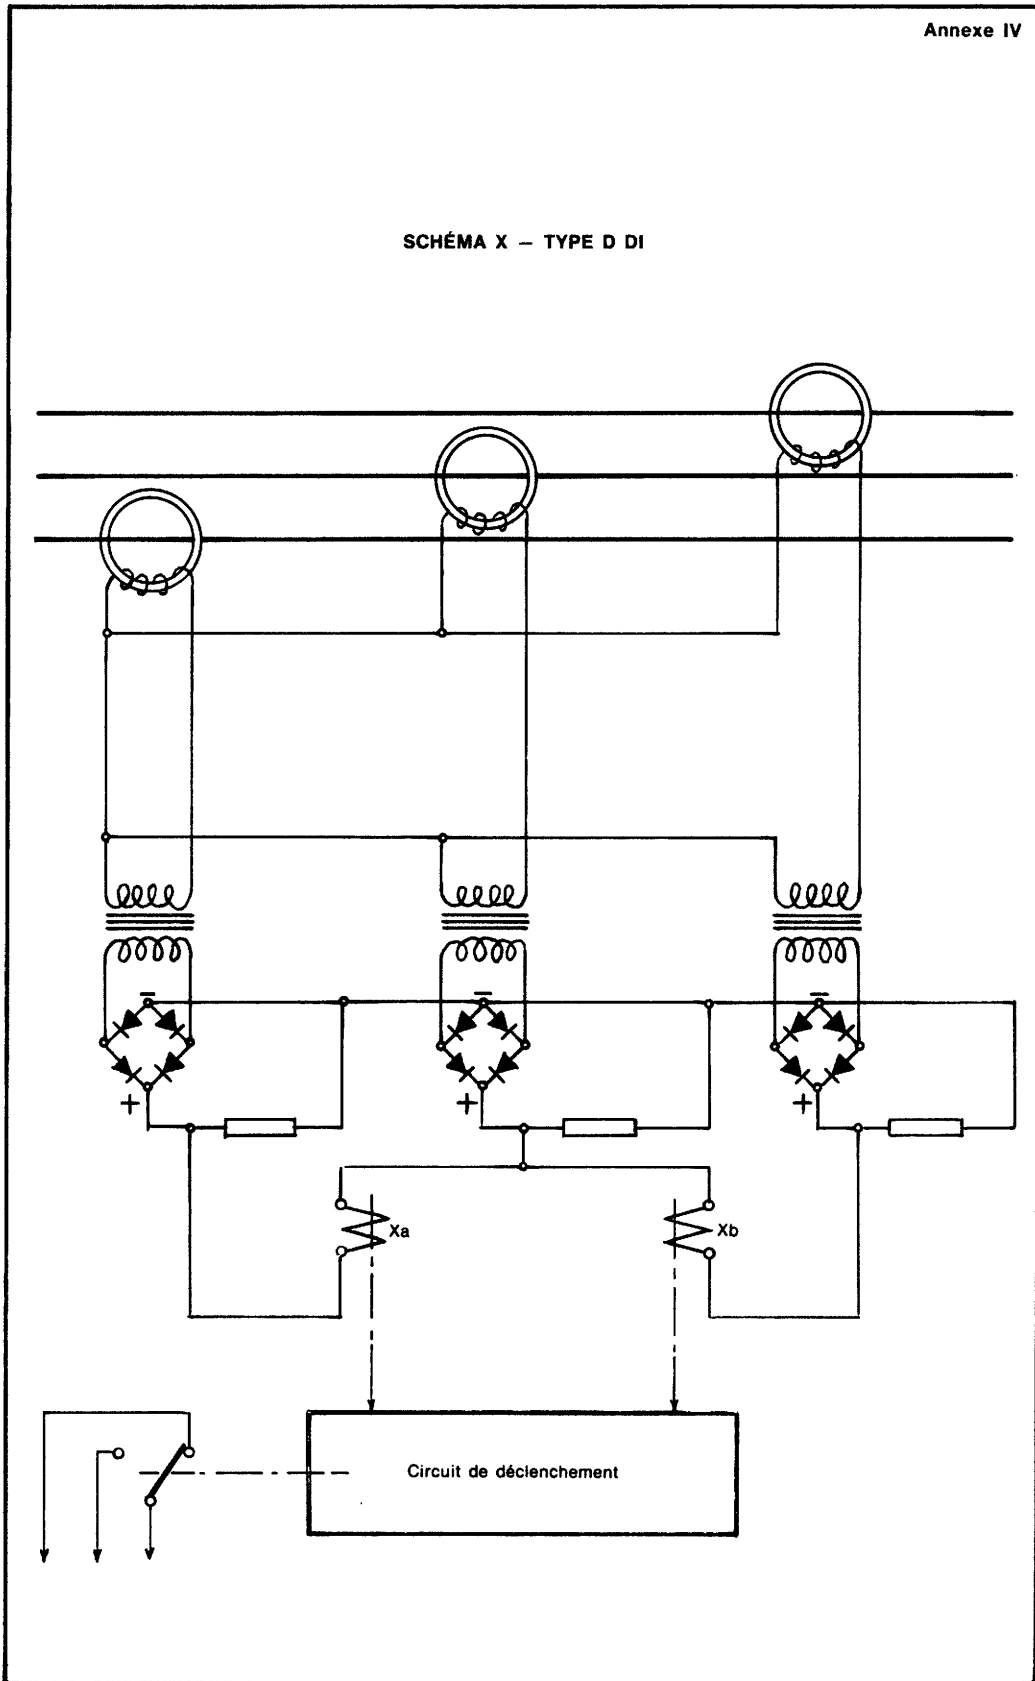 Annexe IV
SCHÉMA X — TYPE D DI
−
−
−
+
+
+
Xa
Xb
Circuit de déclenchement